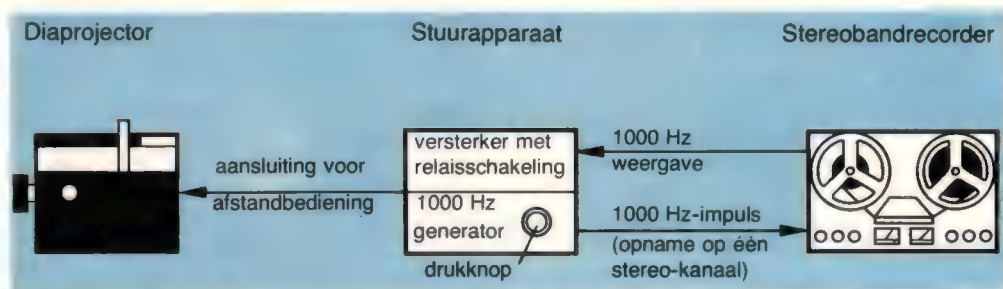 Diaprojector
Stuurapparaat
Stereobandrecorder
aansluiting voor
afstandbediening
versterker met
relaisschakeling
1000 Hz
generator
drukknop
1000 Hz
weergave
1000 Hz-impuls
(opname op één
stereo-kanaal)